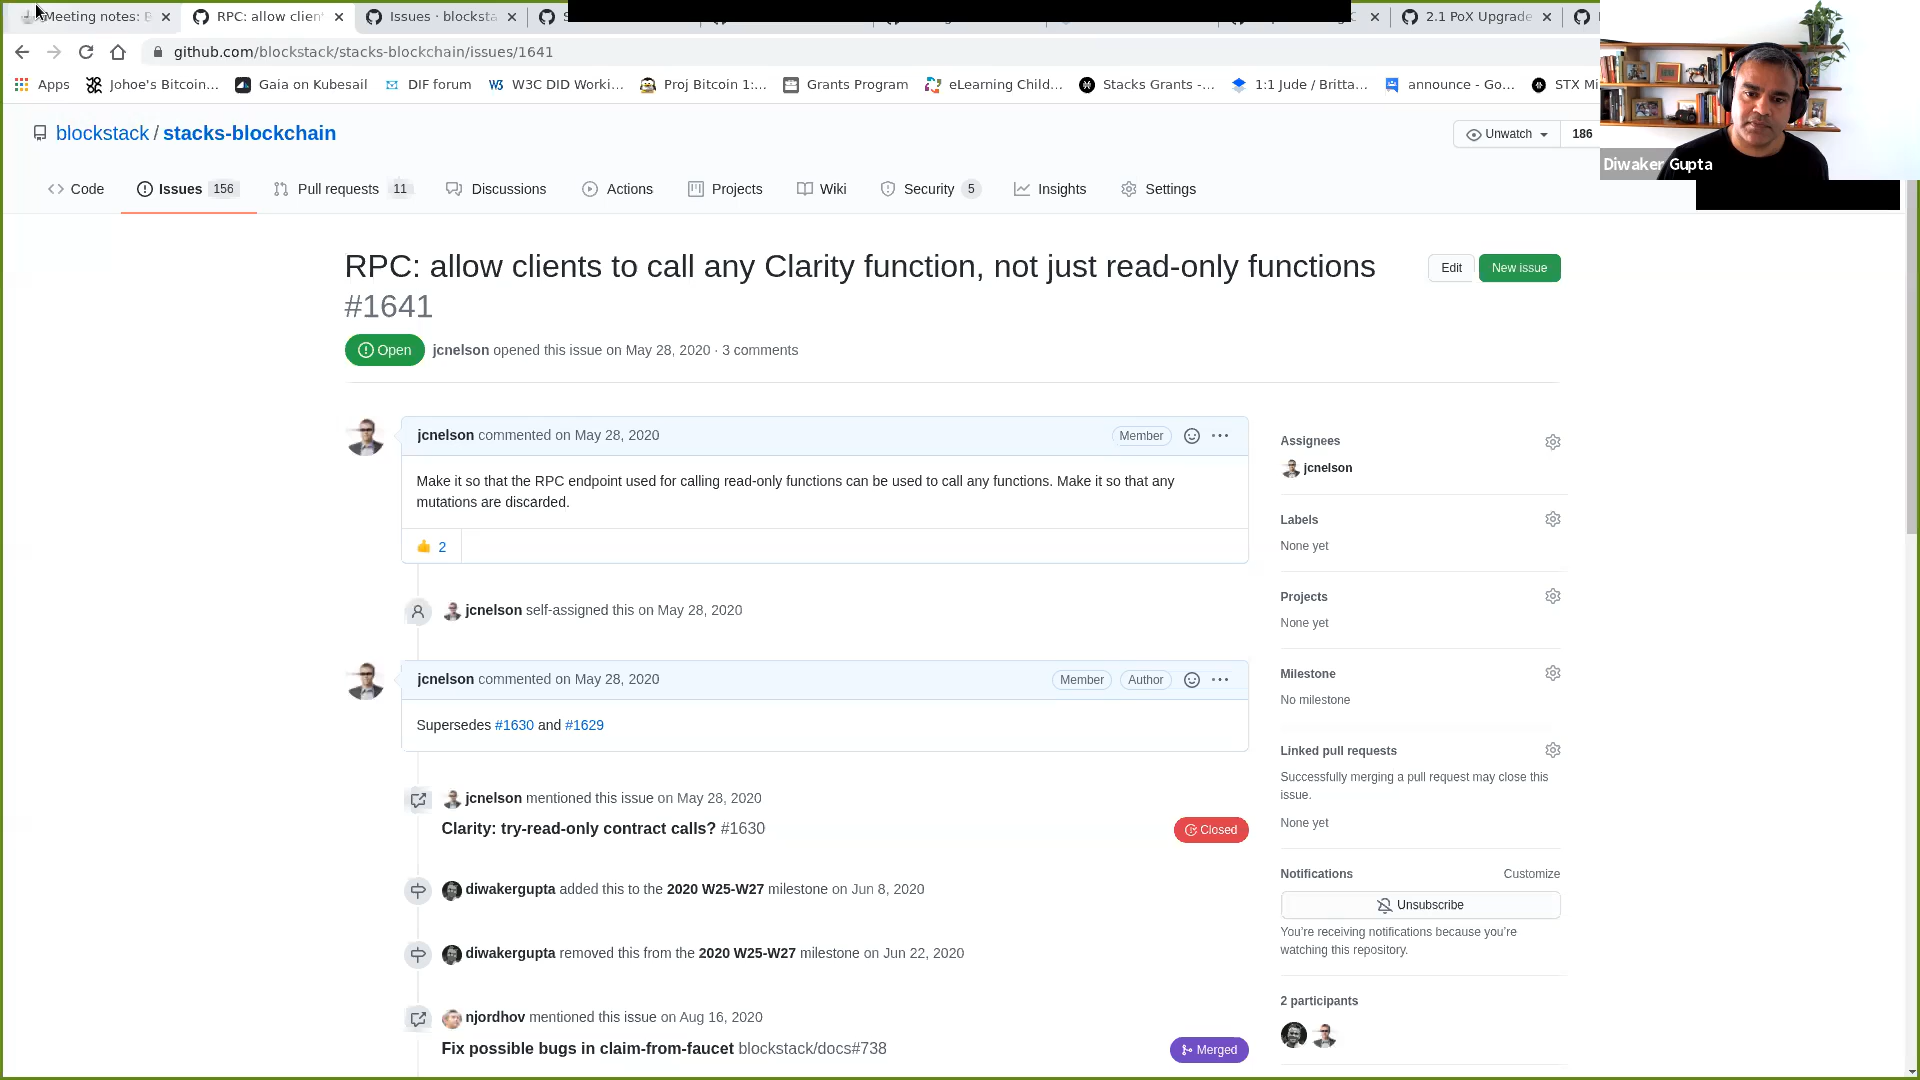 Meeting notes: B
RPC: allow clien
Issues · blocksta
2.1 PoX Upgrade
github.com/blockstack/stacks-blockchain/issues/1641
Apps
Johoe's Bitcoin...
Gaia on Kubesail
DIF forum
W3C DID Worki...
Proj Bitcoin 1:...
Grants Program
eLearning Child...
Stacks Grants -...
1:1 Jude / Britta...
announce - Go...
STX Mi
Diwaker Gupta
blockstack / stacks-blockchain
Unwatch
186
Code
Issues 156
Pull requests 11
Discussions
Actions
Projects
Wiki
Security 5
Insights
Settings
RPC: allow clients to call any Clarity function, not just read-only functions
#1641
Edit
New issue
Open
jcnelson opened this issue on May 28, 2020 · 3 comments
jcnelson commented on May 28, 2020
Member
Make it so that the RPC endpoint used for calling read-only functions can be used to call any functions. Make it so that any
mutations are discarded.
👍 2
jcnelson self-assigned this on May 28, 2020
jcnelson commented on May 28, 2020
Member
Author
Supersedes #1630 and #1629
jcnelson mentioned this issue on May 28, 2020
Clarity: try-read-only contract calls? #1630
Closed
diwakergupta added this to the 2020 W25-W27 milestone on Jun 8, 2020
diwakergupta removed this from the 2020 W25-W27 milestone on Jun 22, 2020
njordhov mentioned this issue on Aug 16, 2020
Fix possible bugs in claim-from-faucet blockstack/docs#738
Merged
Assignees
jcnelson
Labels
None yet
Projects
None yet
Milestone
No milestone
Linked pull requests
Successfully merging a pull request may close this
issue.
None yet
Notifications
Customize
Unsubscribe
You're receiving notifications because you're
watching this repository.
2 participants